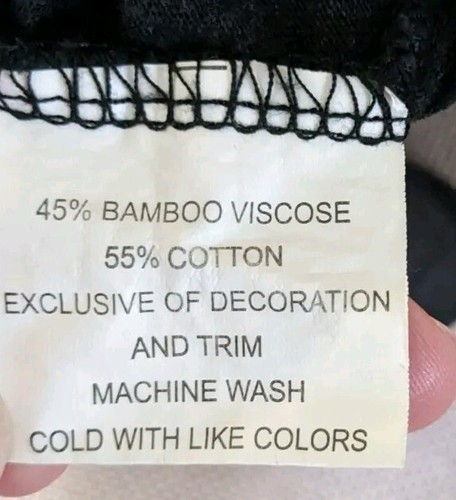 45% BAMBOO VISCOSE
55% COTTON
EXCLUSIVE OF DECORATION
AND TRIM
MACHINE WASH
COLD WITH LIKE COLORS